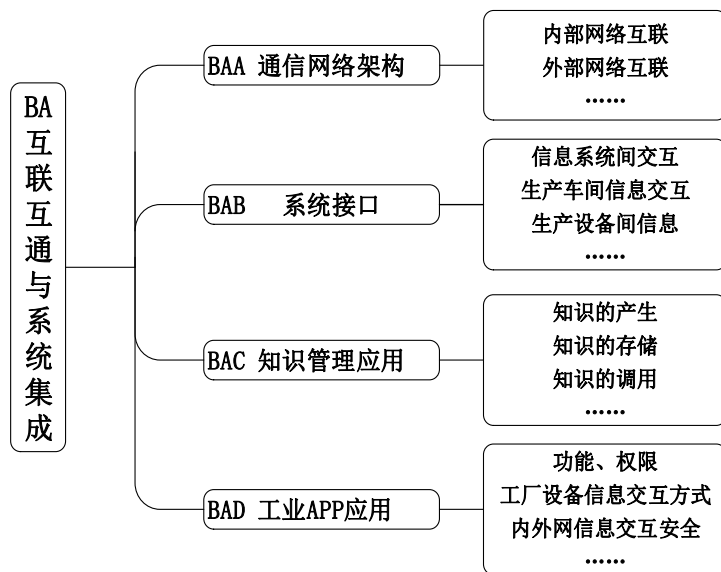 BA
互
联
互
通
与
系
统
集
成
BAA 通信网络架构
内部网络互联
外部网络互联
……
BAB 系统接口
信息系统间交互
生产车间信息交互
生产设备间信息
……
BAC 知识管理应用
知识的产生
知识的存储
知识的调用
……
BAD 工业APP应用
功能、权限
工厂设备信息交互方式
内外网信息交互安全
……